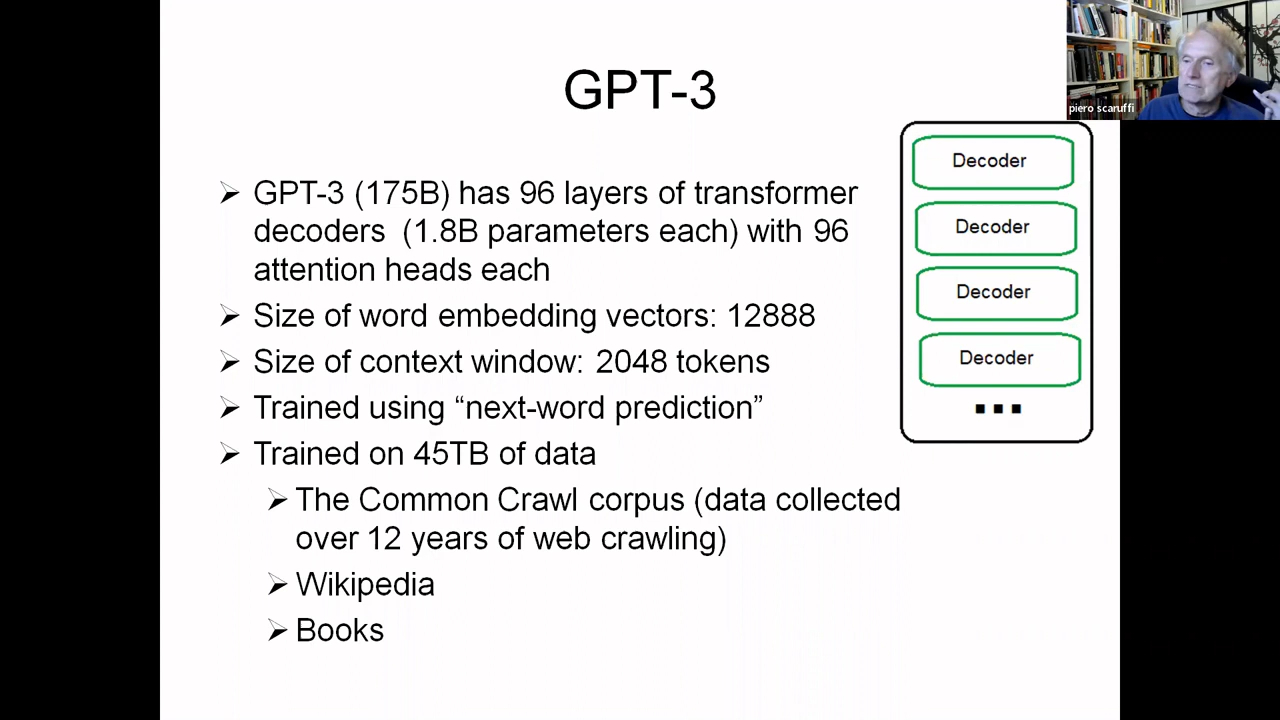 piero scaruffi
GPT-3
➢ GPT-3 (175B) has 96 layers of transformer
decoders (1.8B parameters each) with 96
attention heads each
➢ Size of word embedding vectors: 12888
➢ Size of context window: 2048 tokens
➢ Trained using “next-word prediction”
➢ Trained on 45TB of data
➢ The Common Crawl corpus (data collected
over 12 years of web crawling)
➢ Wikipedia
➢ Books
Decoder
Decoder
Decoder
Decoder
...